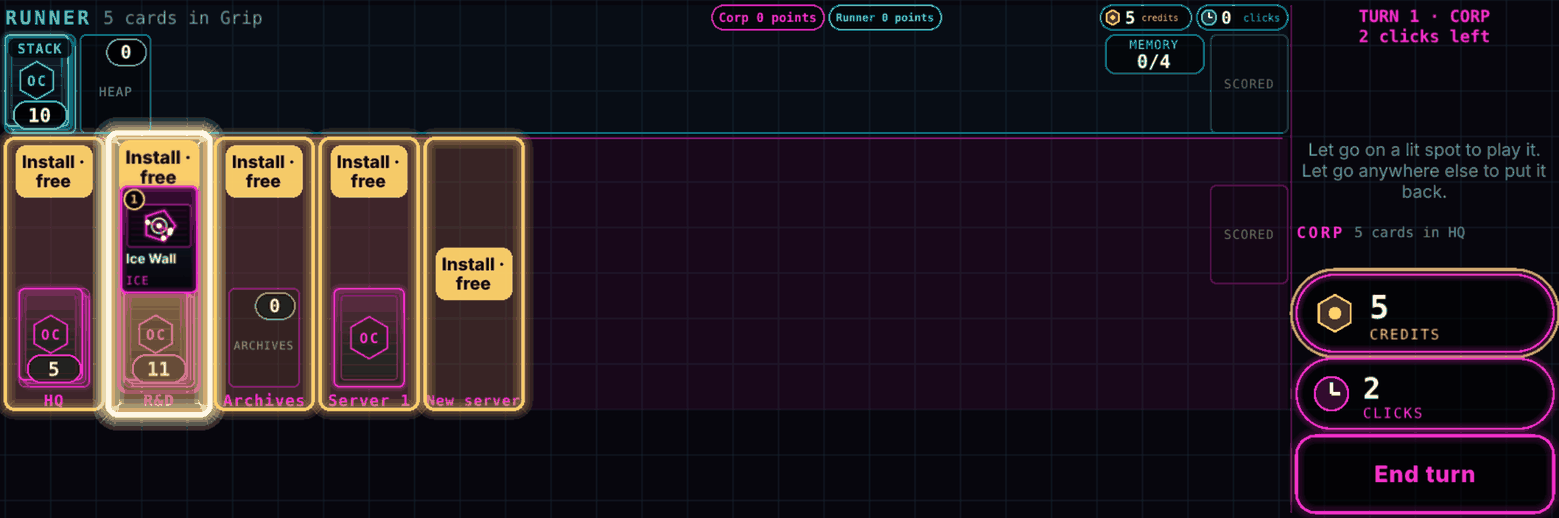 RUNNER 5 cards in Grip
Corp 0 points
Runner 0 points
5 credits
0 clicks
TURN 1 · CORP
2 clicks left
STACK
OC
10
0
HEAP
MEMORY
0/4
SCORED
Install ·
free
Install ·
free
Install ·
free
Install ·
free
Install ·
free
1
Ice Wall
ICE
OC
5
HQ
OC
11
R&D
0
ARCHIVES
Archives
OC
Server 1
New server
SCORED
Let go on a lit spot to play it.
Let go anywhere else to put it
back.
CORP 5 cards in HQ
5
CREDITS
2
CLICKS
End turn